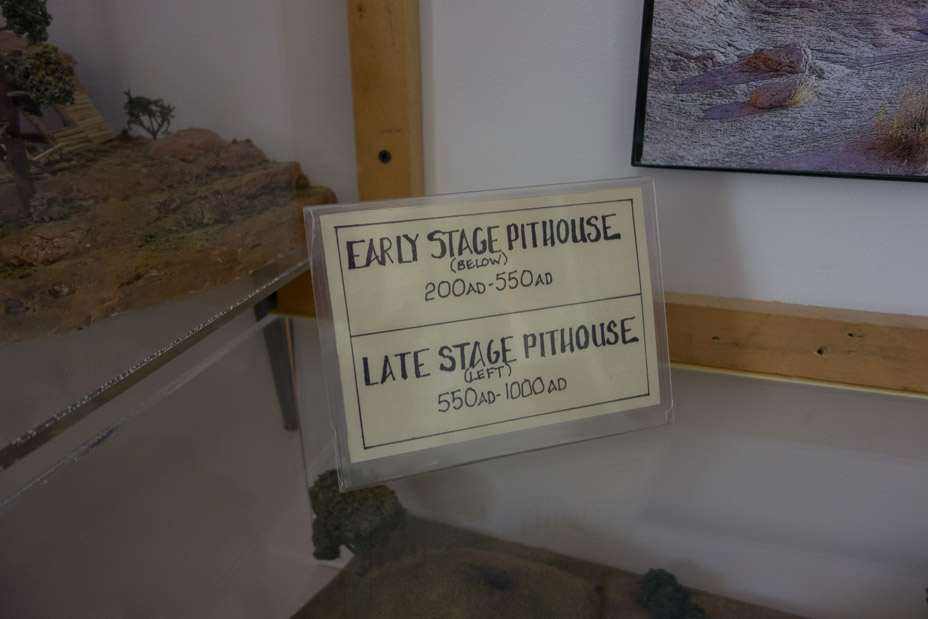 EARLY STAGE PITHOUSE
(BELOW)
200AD-550AD
LATE STAGE PITHOUSE
(LEFT)
550AD-1000AD